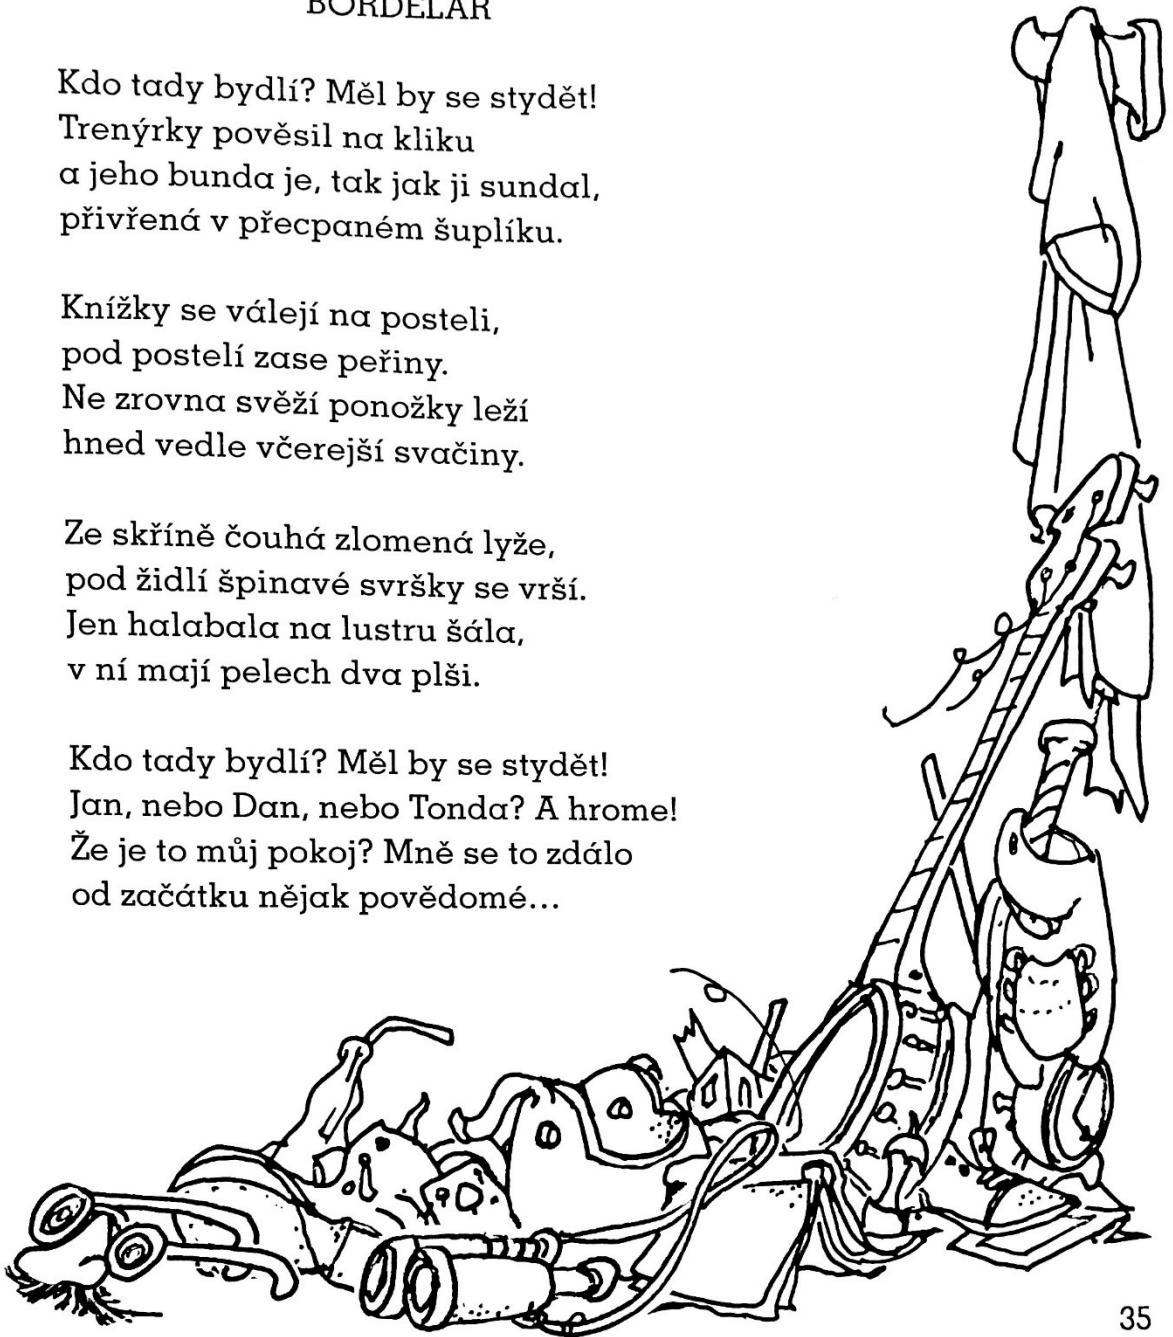 BORDELÁŘ
Kdo tady bydlí? Měl by se stydět!
Trenýrky pověsil na kliku
a jeho bunda je, tak jak ji sundal,
přivřená v přecpaném šuplíku.
Knížky se válejí na posteli,
pod postelí zase peřiny.
Ne zrovna svěží ponožky leží
hned vedle včerejší svačiny.
Ze skříně čouhá zlomená lyže,
pod židlí špinavé svršky se vrší.
Jen halabala na lustru šála,
v ní mají pelech dva plši.
Kdo tady bydlí? Měl by se stydět!
Jan, nebo Dan, nebo Tonda? A hrome!
Že je to můj pokoj? Mně se to zdálo
od začátku nějak povědomé...
35